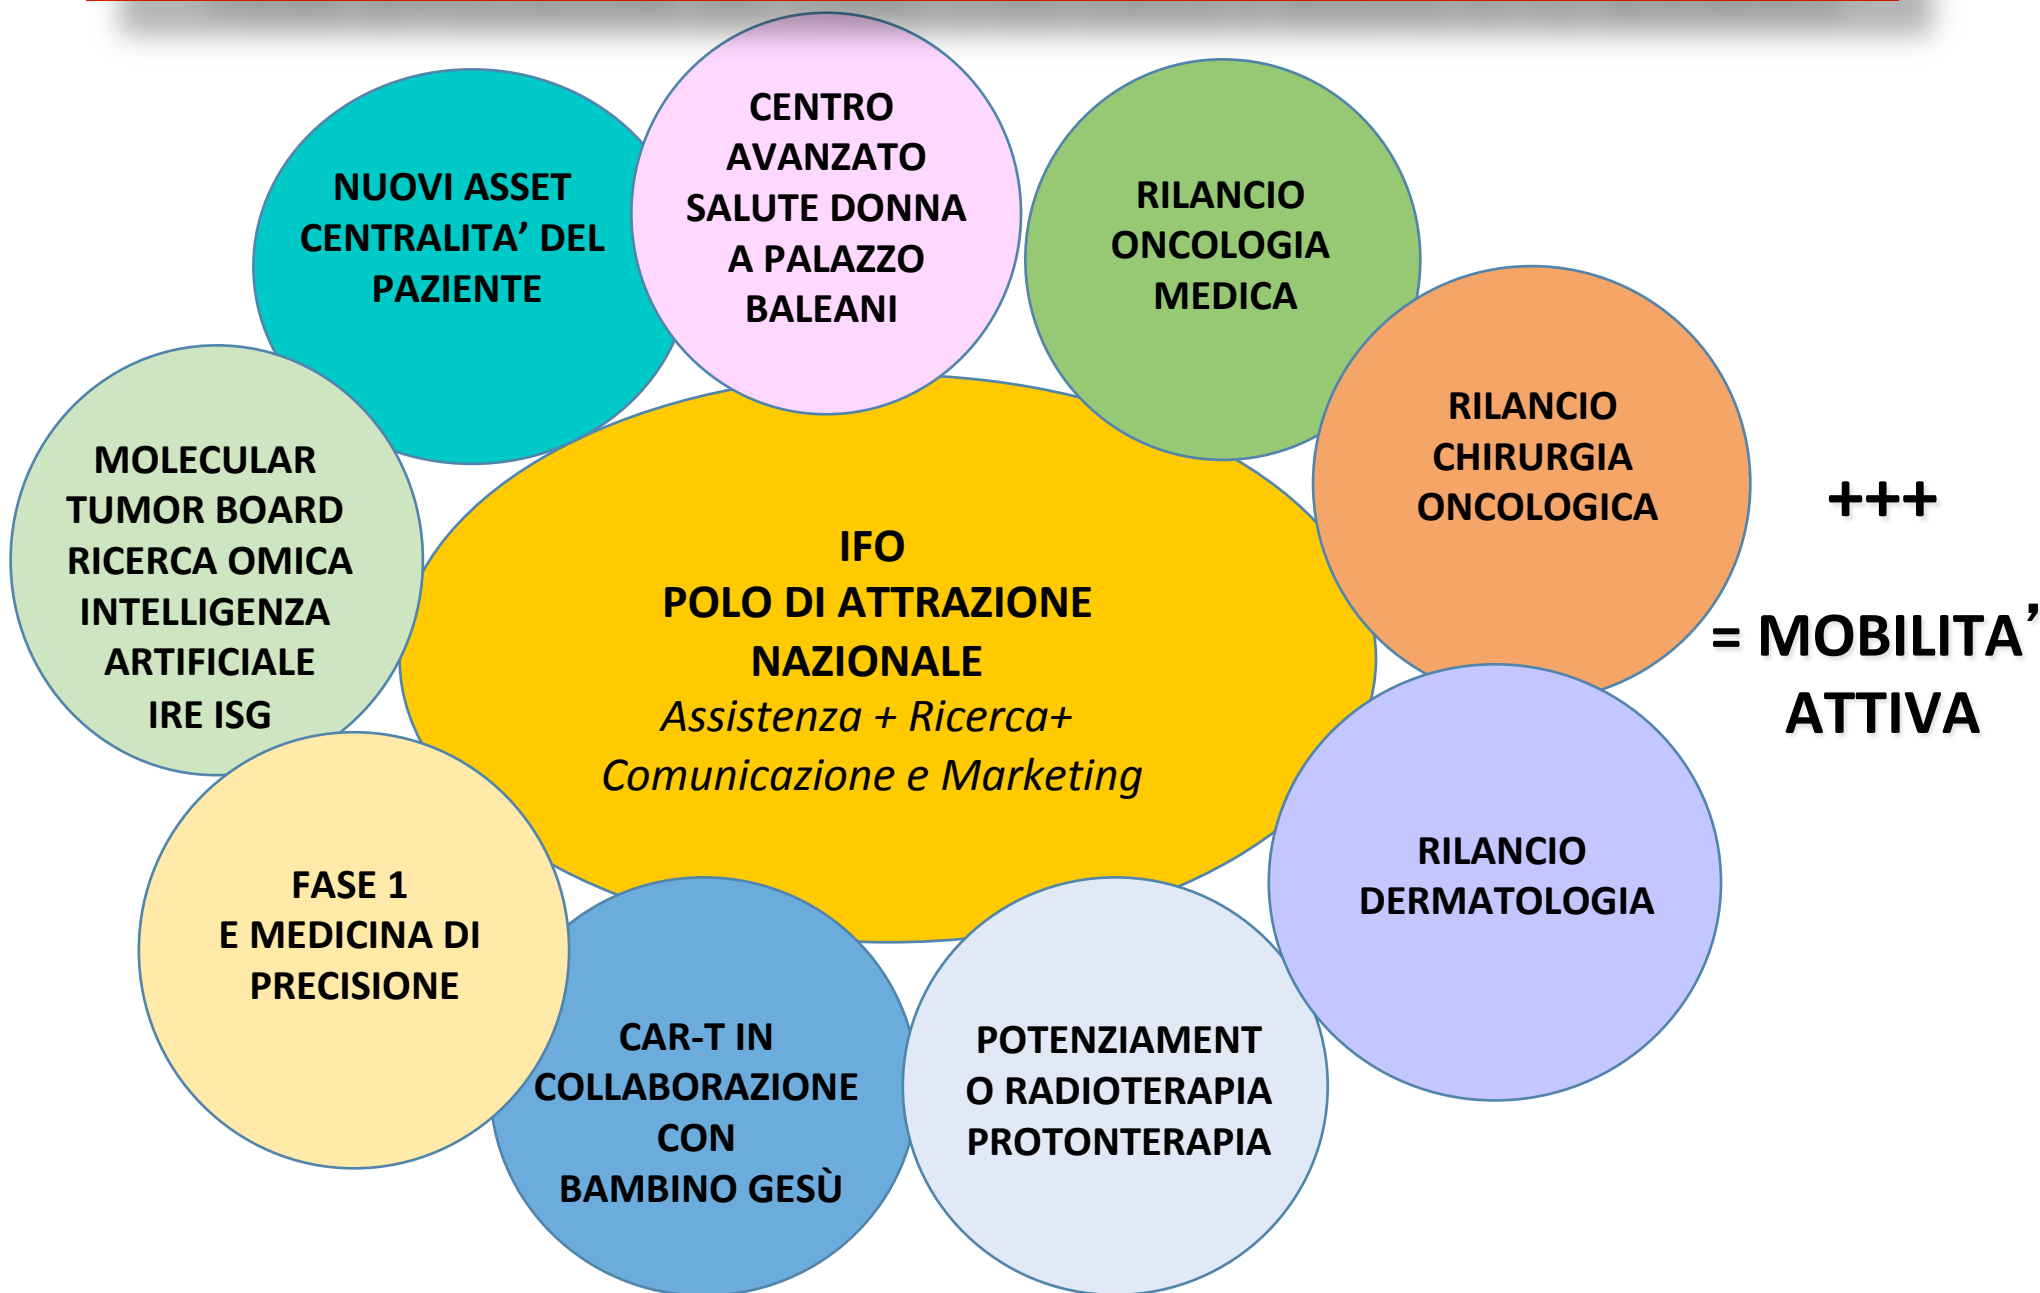 NUOVI ASSET
CENTRALITA’ DEL
PAZIENTE
CENTRO
AVANZATO
SALUTE DONNA
A PALAZZO
BALEANI
RILANCIO
ONCOLOGIA
MEDICA
RILANCIO
CHIRURGIA
ONCOLOGICA
+++
= MOBILITA’
ATTIVA
MOLECULAR
TUMOR BOARD
RICERCA OMICA
INTELLIGENZA
ARTIFICIALE
IRE ISG
IFO
POLO DI ATTRAZIONE
NAZIONALE
Assistenza + Ricerca+
Comunicazione e Marketing
RILANCIO
DERMATOLOGIA
FASE 1
E MEDICINA DI
PRECISIONE
CAR-T IN
COLLABORAZIONE
CON
BAMBINO GESÙ
POTENZIAMENT
O RADIOTERAPIA
PROTONTERAPIA